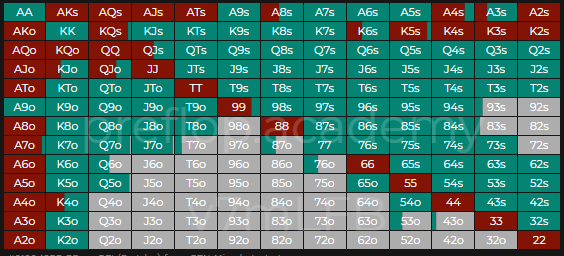 AA AKs AQs AJs ATs A9s A8s A7s A6s A5s A4s A3s A2s
AKo KK KQs KJs KTs K9s K8s K7s K6s K5s K4s K3s K2s
AQo KQo QQ QJs QTs Q9s Q8s Q7s Q6s Q5s Q4s Q3s Q2s
AJo KJo QJo JJ JTs J9s J8s J7s J6s J5s J4s J3s J2s
ATo KTo QTo JTo TT T9s T8s T7s T6s T5s T4s T3s T2s
A9o K9o Q9o J9o T9o 99 98s 97s 96s 95s 94s 93s 92s
A8o K8o Q8o J8o T8o 98o 88 87s 86s 85s 84s 83s 82s
A7o K7o Q7o J7o T7o 97o 87o 77 76s 75s 74s 73s 72s
A6o K6o Q6o J6o T6o 96o 86o 76o 66 65s 64s 63s 62s
A5o K5o Q5o J5o T5o 95o 85o 75o 65o 55 54s 53s 52s
A4o K4o Q4o J4o T4o 94o 84o 74o 64o 54o 44 43s 42s
A3o K3o Q3o J3o T3o 93o 83o 73o 63o 53o 43o 33 32s
A2o K2o Q2o J2o T2o 92o 82o 72o 62o 52o 42o 32o 22